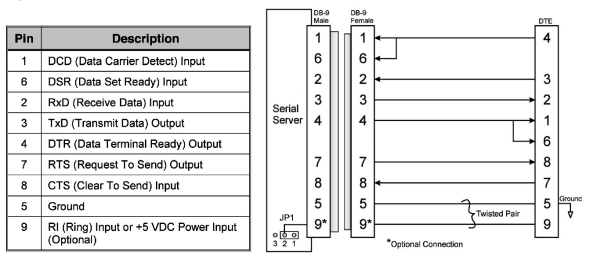 Pin Description
1 DCD (Data Carrier Detect) Input
6 DSR (Data Set Ready) Input
2 RxD (Receive Data) Input
3 TxD (Transmit Data) Output
4 DTR (Data Terminal Ready) Output
7 RTS (Request To Send) Output
8 CTS (Clear To Send) Input
5 Ground
9 RI (Ring) Input or +5 VDC Power Input
(Optional)
DB-9
Male
DB-9
Female
DTE
1 1 4
6 6
2 2 3
3 3 2
Serial
Server
4 4 1
6
7 7 8
8 8 7
5 5 5 Ground
Twisted Pair
JP1
9* 9* 9
3 2 1
*Optional Connection